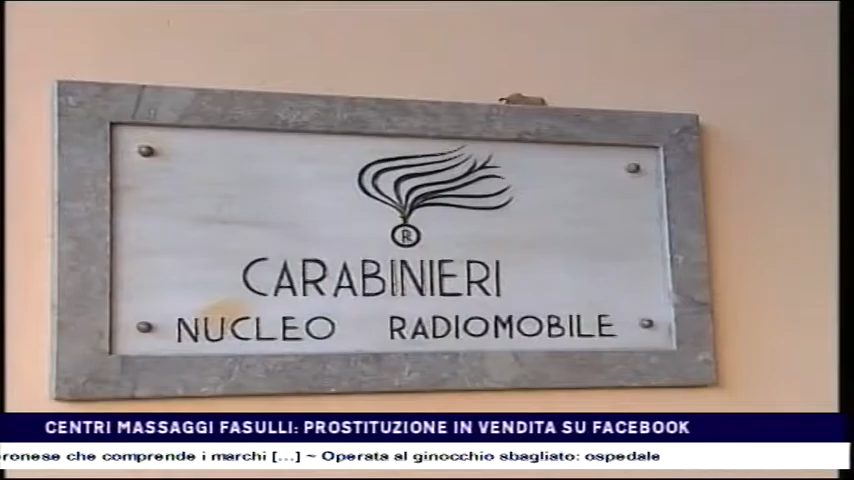 R
CARABINIERI
NUCLEO RADIOMOBILE
CENTRI MASSAGGI FASULLI: PROSTITUZIONE IN VENDITA SU FACEBOOK
ronese che comprende i marchi [...] ~ Operata al ginocchio sbagliato: ospedale